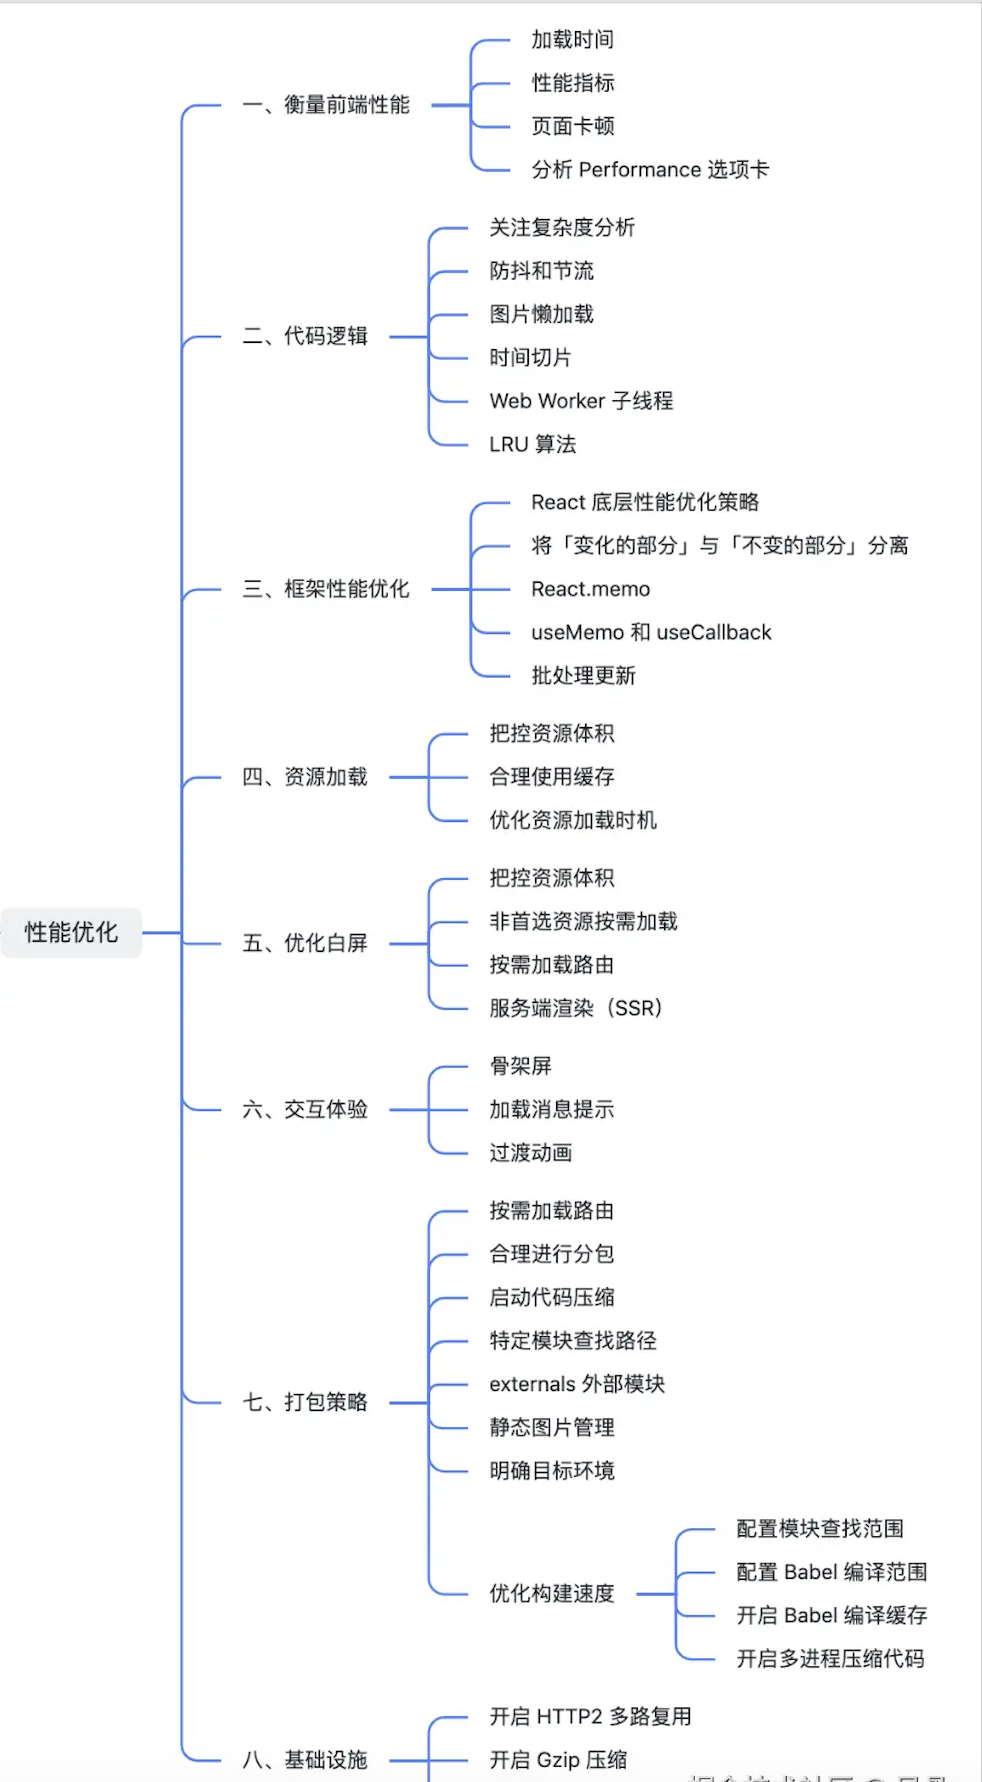 性能优化
一、衡量前端性能
加载时间
性能指标
页面卡顿
分析 Performance 选项卡
二、代码逻辑
关注复杂度分析
防抖和节流
图片懒加载
时间切片
Web Worker 子线程
LRU 算法
三、框架性能优化
React 底层性能优化策略
将「变化的部分」与「不变的部分」分离
React.memo
useMemo 和 useCallback
批处理更新
四、资源加载
把控资源体积
合理使用缓存
优化资源加载时机
五、优化白屏
把控资源体积
非首选资源按需加载
按需加载路由
服务端渲染（SSR）
六、交互体验
骨架屏
加载消息提示
过渡动画
七、打包策略
按需加载路由
合理进行分包
启动代码压缩
特定模块查找路径
externals 外部模块
静态图片管理
明确目标环境
优化构建速度
配置模块查找范围
配置 Babel 编译范围
开启 Babel 编译缓存
开启多进程压缩代码
八、基础设施
开启 HTTP2 多路复用
开启 Gzip 压缩